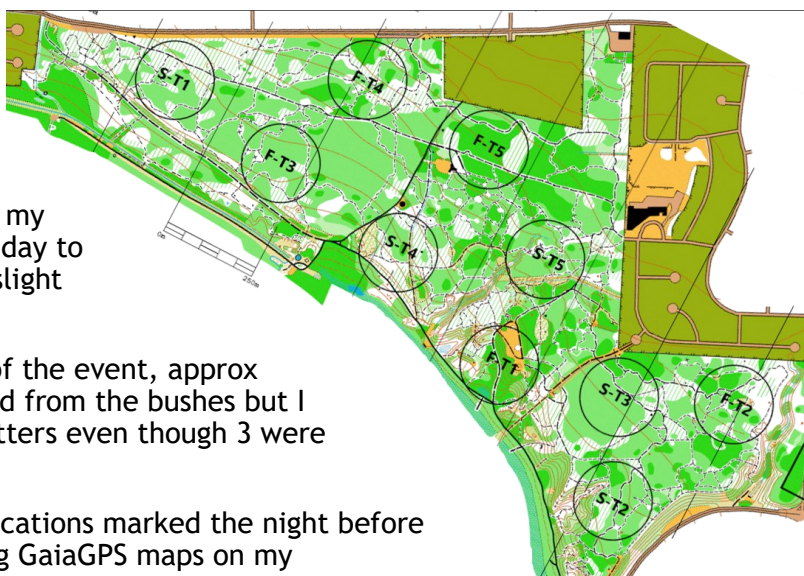 S-T1
F-T4
F-T5
F-T3
my
day to
S-T4
slight
S-T5
0m
250m
of the event, approx
F-T1
d from the bushes but I
S-T3
F-T2
tters even though 3 were
S-T2
cations marked the night before
g GaiaGPS maps on my